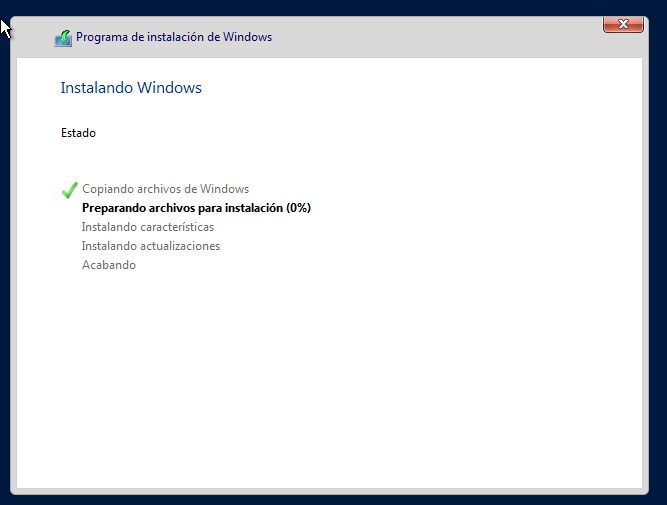 Programa de instalación de Windows
Instalando Windows
Estado
Copiando archivos de Windows
Preparando archivos para instalación (0%)
Instalando características
Instalando actualizaciones
Acabando